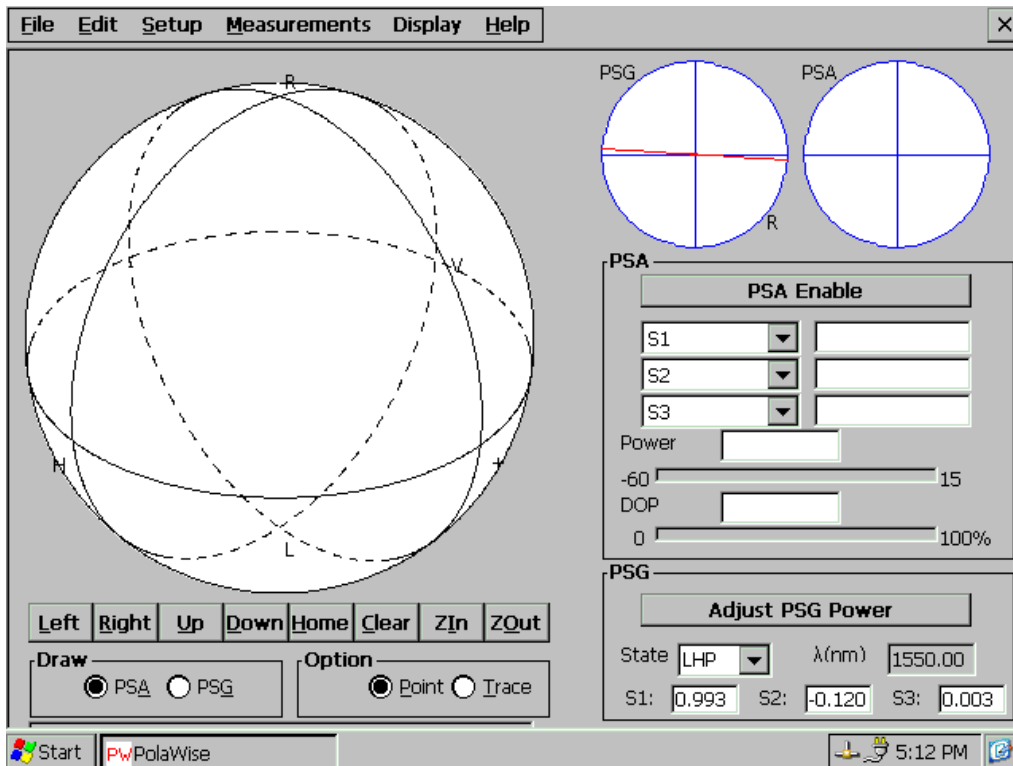 File Edit Setup Measurements Display Help
R
V
H
+
L
PSG
PSA
R
PSA
PSA Enable
S1
S2
S3
Power
-60 15
DOP
0 100%
Left Right Up Down Home Clear ZIn ZOut
Draw
PSA PSG
Option
Point Trace
PSG
Adjust PSG Power
State LHP λ(nm) 1550.00
S1: 0.993 S2: -0.120 S3: 0.003
Start PW PolaWise 5:12 PM